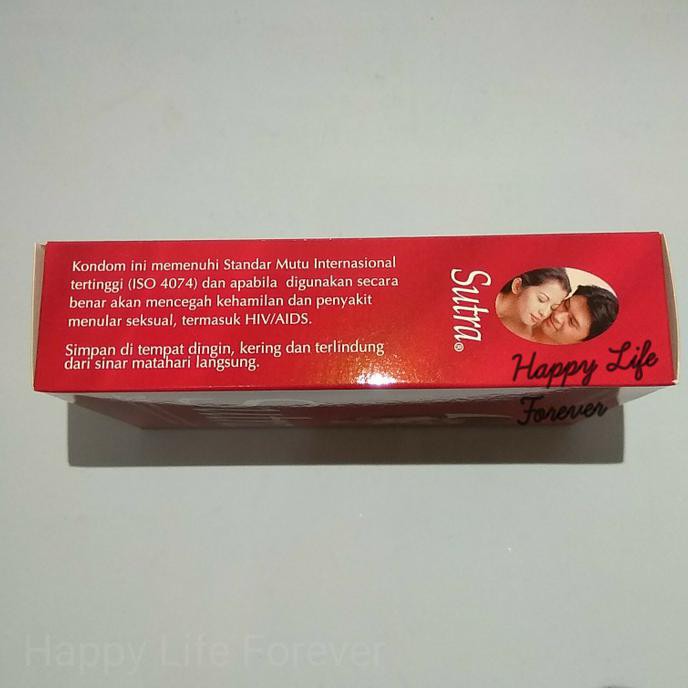 Kondom ini memenuhi Standar Mutu Internasional
tertinggi (ISO 4074) dan apabila digunakan secara
benar akan mencegah kehamilan dan penyakit
menular seksual, termasuk HIV/AIDS.
Simpan di tempat dingin, kering dan terlindung
dari sinar matahari langsung.
Sutra®
Happy Life
Forever
Happy Life Forever